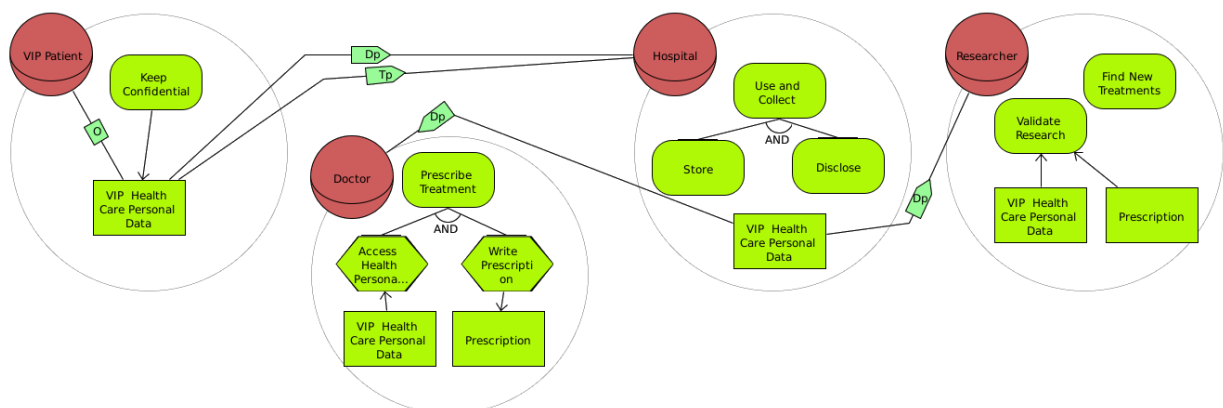 VIP Patient
Keep
Confidential
O
VIP  Health
Care Personal
Data
Dp
Tp
Dp
Doctor
Prescribe
Treatment
AND
Access
Health
Persona...
Write
Prescripti
on
VIP  Health
Care Personal
Data
Prescription
Hospital
Use and
Collect
AND
Store
Disclose
VIP  Health
Care Personal
Data
Dp
Researcher
Find New
Treatments
Validate
Research
VIP  Health
Care Personal
Data
Prescription